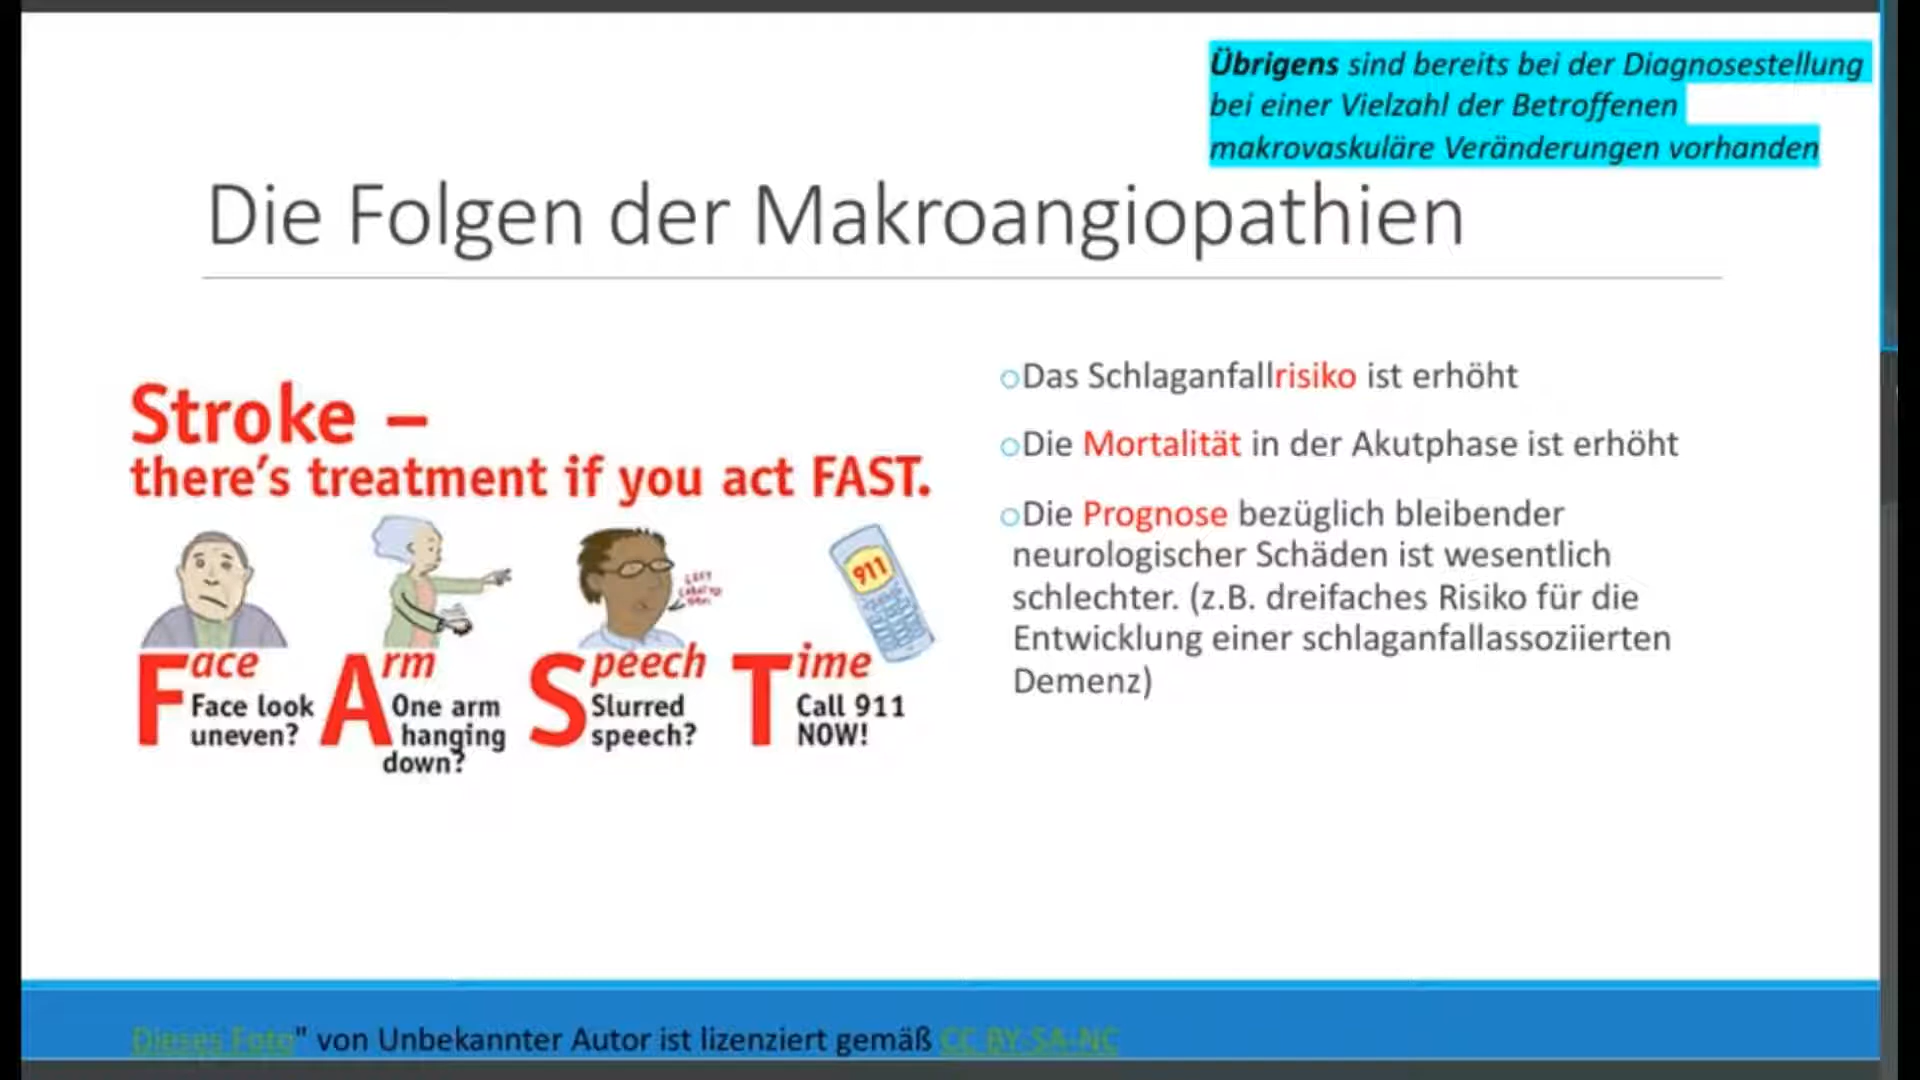 Übrigens sind bereits bei der Diagnosestellung
bei einer Vielzahl der Betroffenen
makrovaskuläre Veränderungen vorhanden
Die Folgen der Makroangiopathien
Stroke –
there's treatment if you act FAST.
911
Face
Face look
uneven?
Arm
One arm
hanging
down?
Speech
Slurred
speech?
Time
Call 911
NOW!
oDas Schlaganfallrisiko ist erhöht
oDie Mortalität in der Akutphase ist erhöht
oDie Prognose bezüglich bleibender
neurologischer Schäden ist wesentlich
schlechter. (z.B. dreifaches Risiko für die
Entwicklung einer schlaganfallassoziierten
Demenz)
Dieses Foto" von Unbekannter Autor ist lizenziert gemäß CC BY-SA-NC